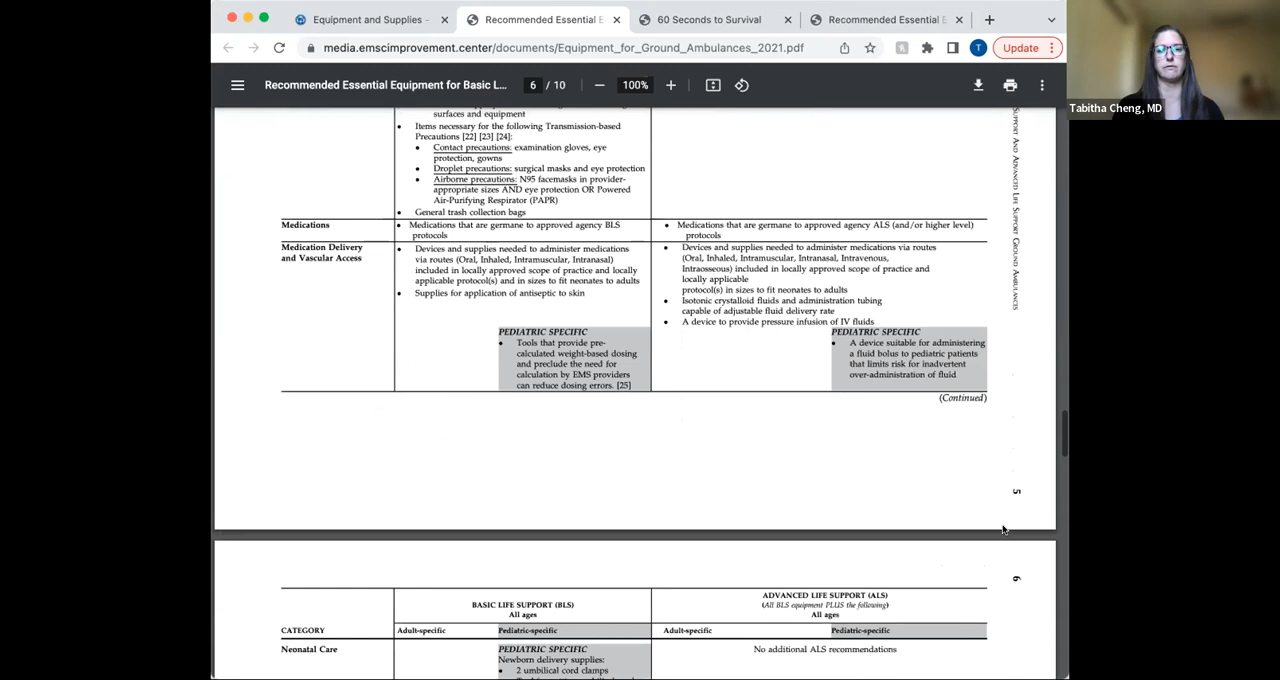 Equipment and Supplies -
Recommended Essential E
60 Seconds to Survival
Recommended Essential E
media.emscimprovement.center/documents/Equipment_for_Ground_Ambulances_2021.pdf
T
Update
Recommended Essential Equipment for Basic L...
6 / 10
100%
Tabitha Cheng, MD
surfaces and equipment
• Items necessary for the following Transmission-based
Precautions [22] [23] [24]:
• Contact precautions: examination gloves, eye
protection, gowns
• Droplet precautions: surgical masks and eye protection
• Airborne precautions: N95 facemasks in provider-
appropriate sizes AND eye protection OR Powered
Air-Purifying Respirator (PAPR)
• General trash collection bags
Medications
• Medications that are germane to approved agency BLS
protocols
• Medications that are germane to approved agency ALS (and/or higher level)
protocols
Medication Delivery
and Vascular Access
• Devices and supplies needed to administer medications
via routes (Oral, Inhaled, Intramuscular, Intranasal)
included in locally approved scope of practice and locally
applicable protocol(s) and in sizes to fit neonates to adults
• Supplies for application of antiseptic to skin
PEDIATRIC SPECIFIC
• Tools that provide pre-
calculated weight-based dosing
and preclude the need for
calculation by EMS providers
can reduce dosing errors. [25]
• Devices and supplies needed to administer medications via routes
(Oral, Inhaled, Intramuscular, Intranasal, Intravenous,
Intraosseous) included in locally approved scope of practice and
locally applicable
protocol(s) in sizes to fit neonates to adults
• Isotonic crystalloid fluids and administration tubing
capable of adjustable fluid delivery rate
• A device to provide pressure infusion of IV fluids
PEDIATRIC SPECIFIC
• A device suitable for administering
a fluid bolus to pediatric patients
that limits risk for inadvertent
over-administration of fluid
(Continued)
Support And Advanced Life Support Ground Ambulances
5
6
BASIC LIFE SUPPORT (BLS)
All ages
ADVANCED LIFE SUPPORT (ALS)
(All BLS equipment PLUS the following)
All ages
CATEGORY
Adult-specific
Pediatric-specific
Adult-specific
Pediatric-specific
Neonatal Care
PEDIATRIC SPECIFIC
Newborn delivery supplies:
• 2 umbilical cord clamps
No additional ALS recommendations